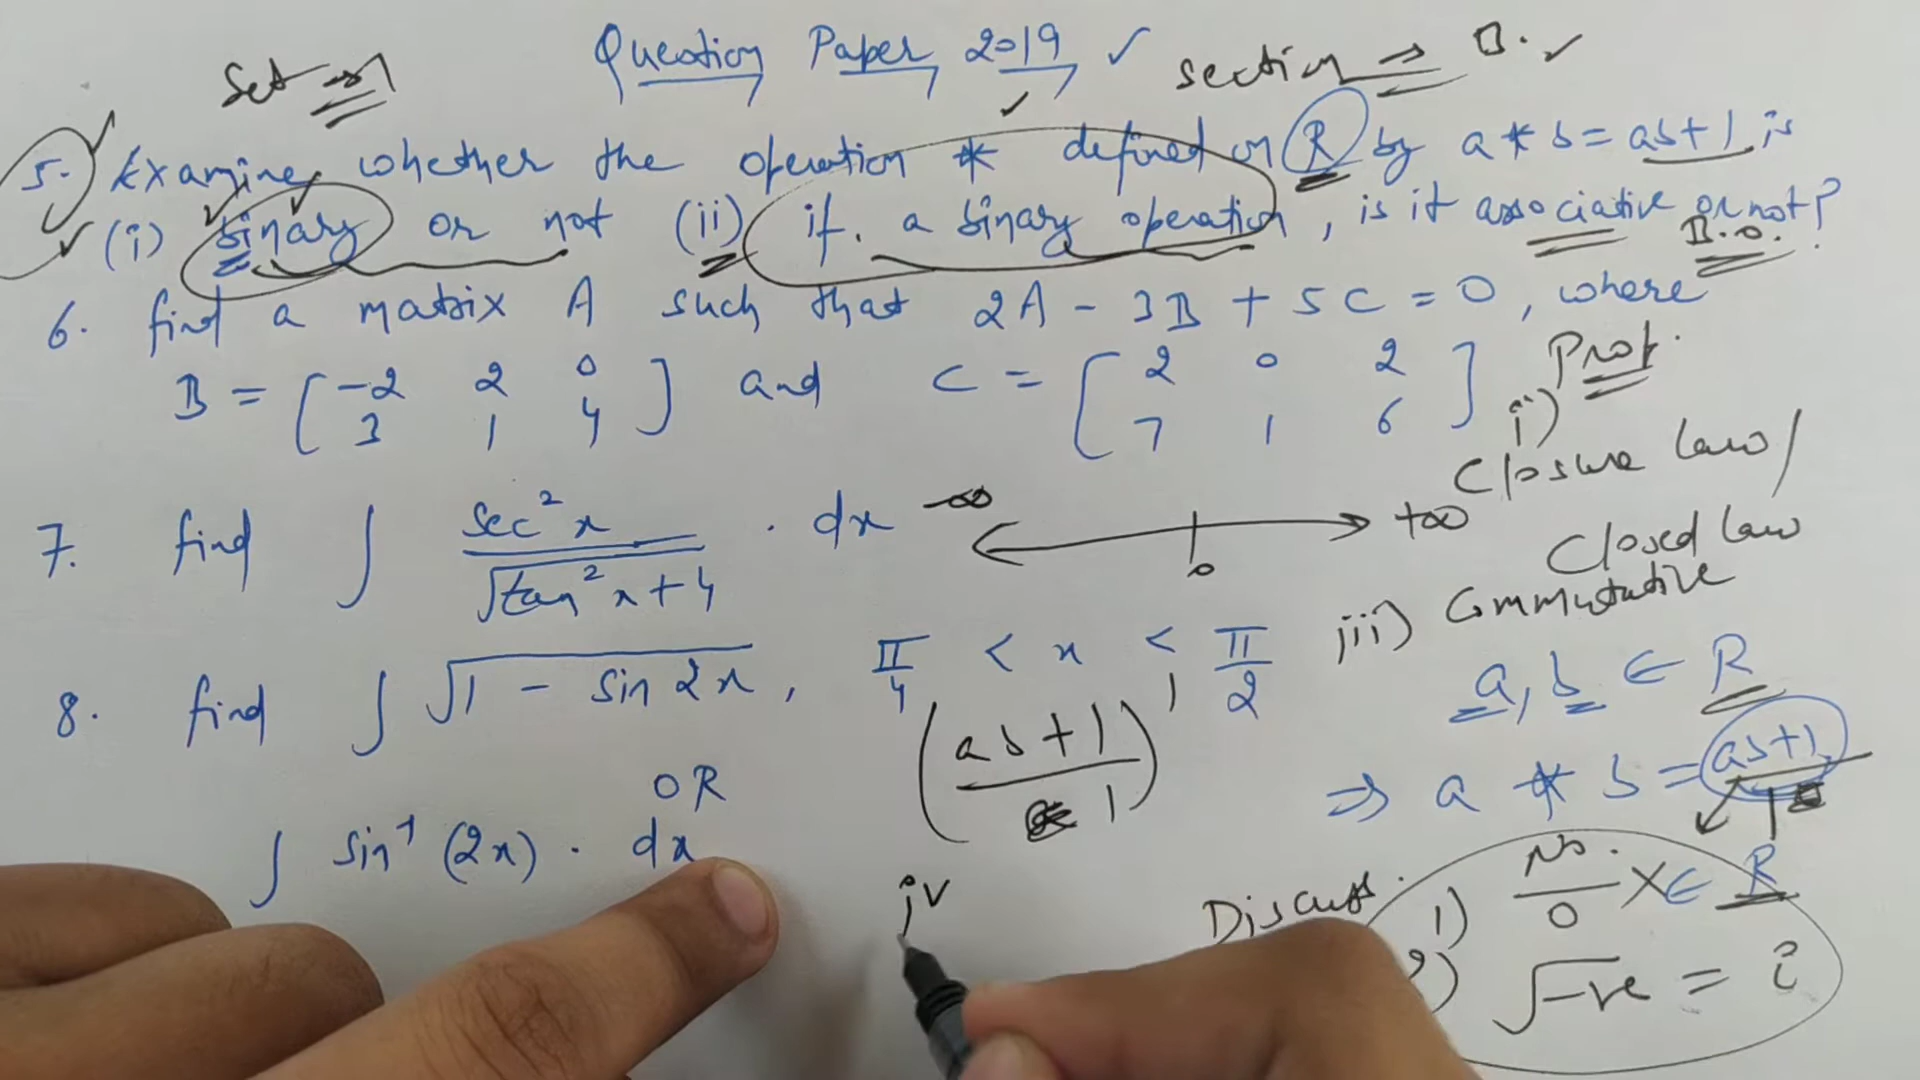 Set ⇒ 1
Question Paper 2019 ✓
section ⇒ B. ✓
5. Examine whether the operation * defined on R by a * b = ab+1 is
(i) binary or not (ii) if. a binary operation, is it associative or not?
B.O.
6. find a matrix A such that 2A - 3B + 5C = 0, where
B = [ -2 2 0
3 1 4 ] and C = [ 2 0 2
7 1 6 ]
Prop.
i)
Closure law /
Closed law
7. find ∫ sec² x / √tan² x + 4 . dx
-∞ 0 +∞
iii) Commutative
8. find ∫ √1 - sin 2x, π/4 < x < π/2
a, b ∈ R
(ab+1 / 1)
⇒ a * b = ab+1
OR
∫ sin⁻¹ (2x) . dx
iv
Discuss.
1) No. / 0 X ∈ R
2) √-ve = i